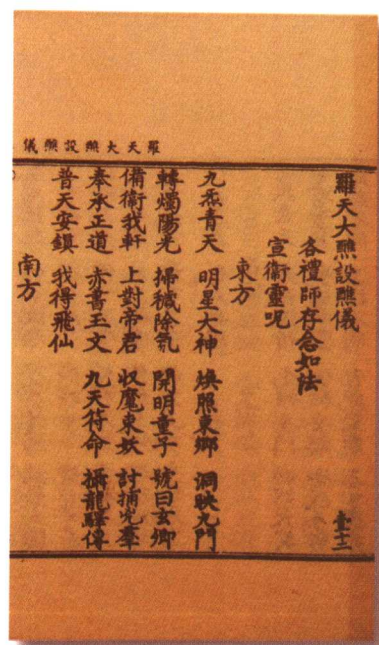 羅天大醮設醮儀
羅天大醮設醮儀 壹十二
各禮師存念如法
宣衛靈呪
東方
九炁青天 明星大神 煥照東鄉 洞映九門
轉燭陽光 掃穢除氛 開明童子 號曰玄卿
備衛我軒 上對帝君 收魔東妖 討捕兇羣
奉承正道 赤書玉文 九天符命 攝龍驛傳
普天安鎮 我得飛仙
南方